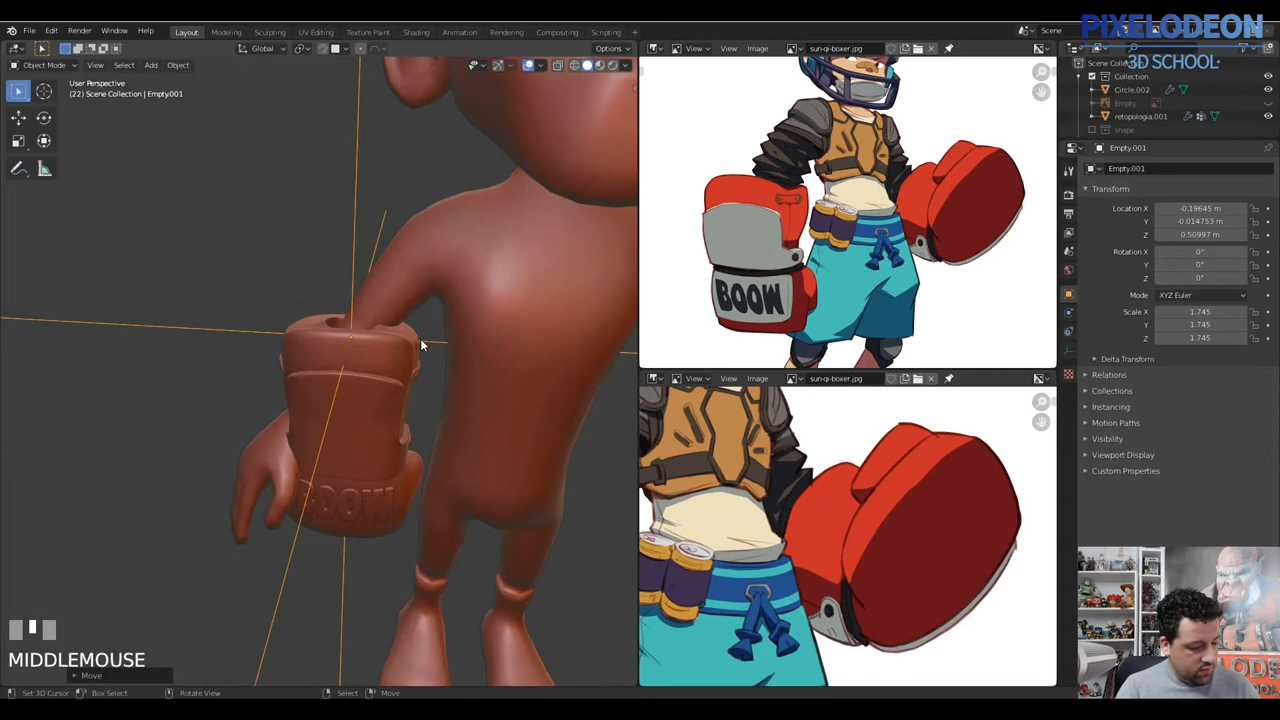 PIXELODEON
3D SCHOOL
File Edit Render Window Help
Layout Modeling Sculpting UV Editing Texture Paint Shading Animation Rendering Compositing Scripting
Scene
Global
Options
View Image sun-qi-boxer.jpg
Object Mode View Select Add Object
User Perspective
(22) Scene Collection | Empty.001
Scene Collection
Collection
Circle.002
Empty
retopologia.001
shape
Empty.001
Empty.001
Transform
Location X -0.19645 m
Y -0.014753 m
Z 0.50997 m
Rotation X 0°
Y 0°
Z 0°
Mode XYZ Euler
Scale X 1.745
Y 1.745
Z 1.745
Delta Transform
Relations
Collections
Instancing
Motion Paths
Visibility
Viewport Display
Custom Properties
BOOW
View Image sun-qi-boxer.jpg
BOOW
MIDDLEMOUSE
Move
Set 3D Cursor Box Select Rotate View Select Move